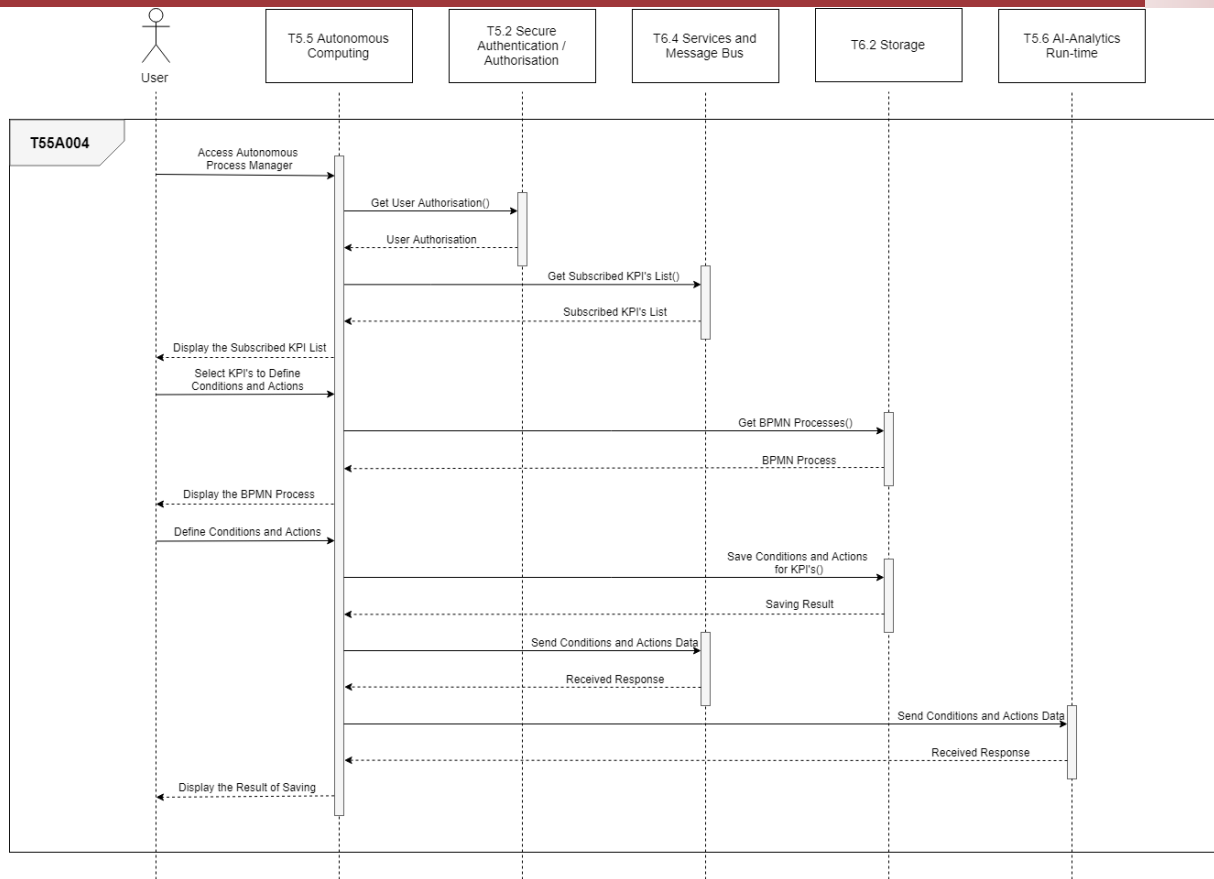 User
T5.5 Autonomous
Computing
T5.2 Secure
Authentication /
Authorisation
T6.4 Services and
Message Bus
T6.2 Storage
T5.6 AI-Analytics
Run-time
T55A004
Access Autonomous
Process Manager
Get User Authorisation()
User Authorisation
Get Subscribed KPI's List()
Subscribed KPI's List
Display the Subscribed KPI List
Select KPI's to Define
Conditions and Actions
Get BPMN Processes()
BPMN Process
Display the BPMN Process
Define Conditions and Actions
Save Conditions and Actions
for KPI's()
Saving Result
Send Conditions and Actions Data
Received Response
Send Conditions and Actions Data
Received Response
Display the Result of Saving